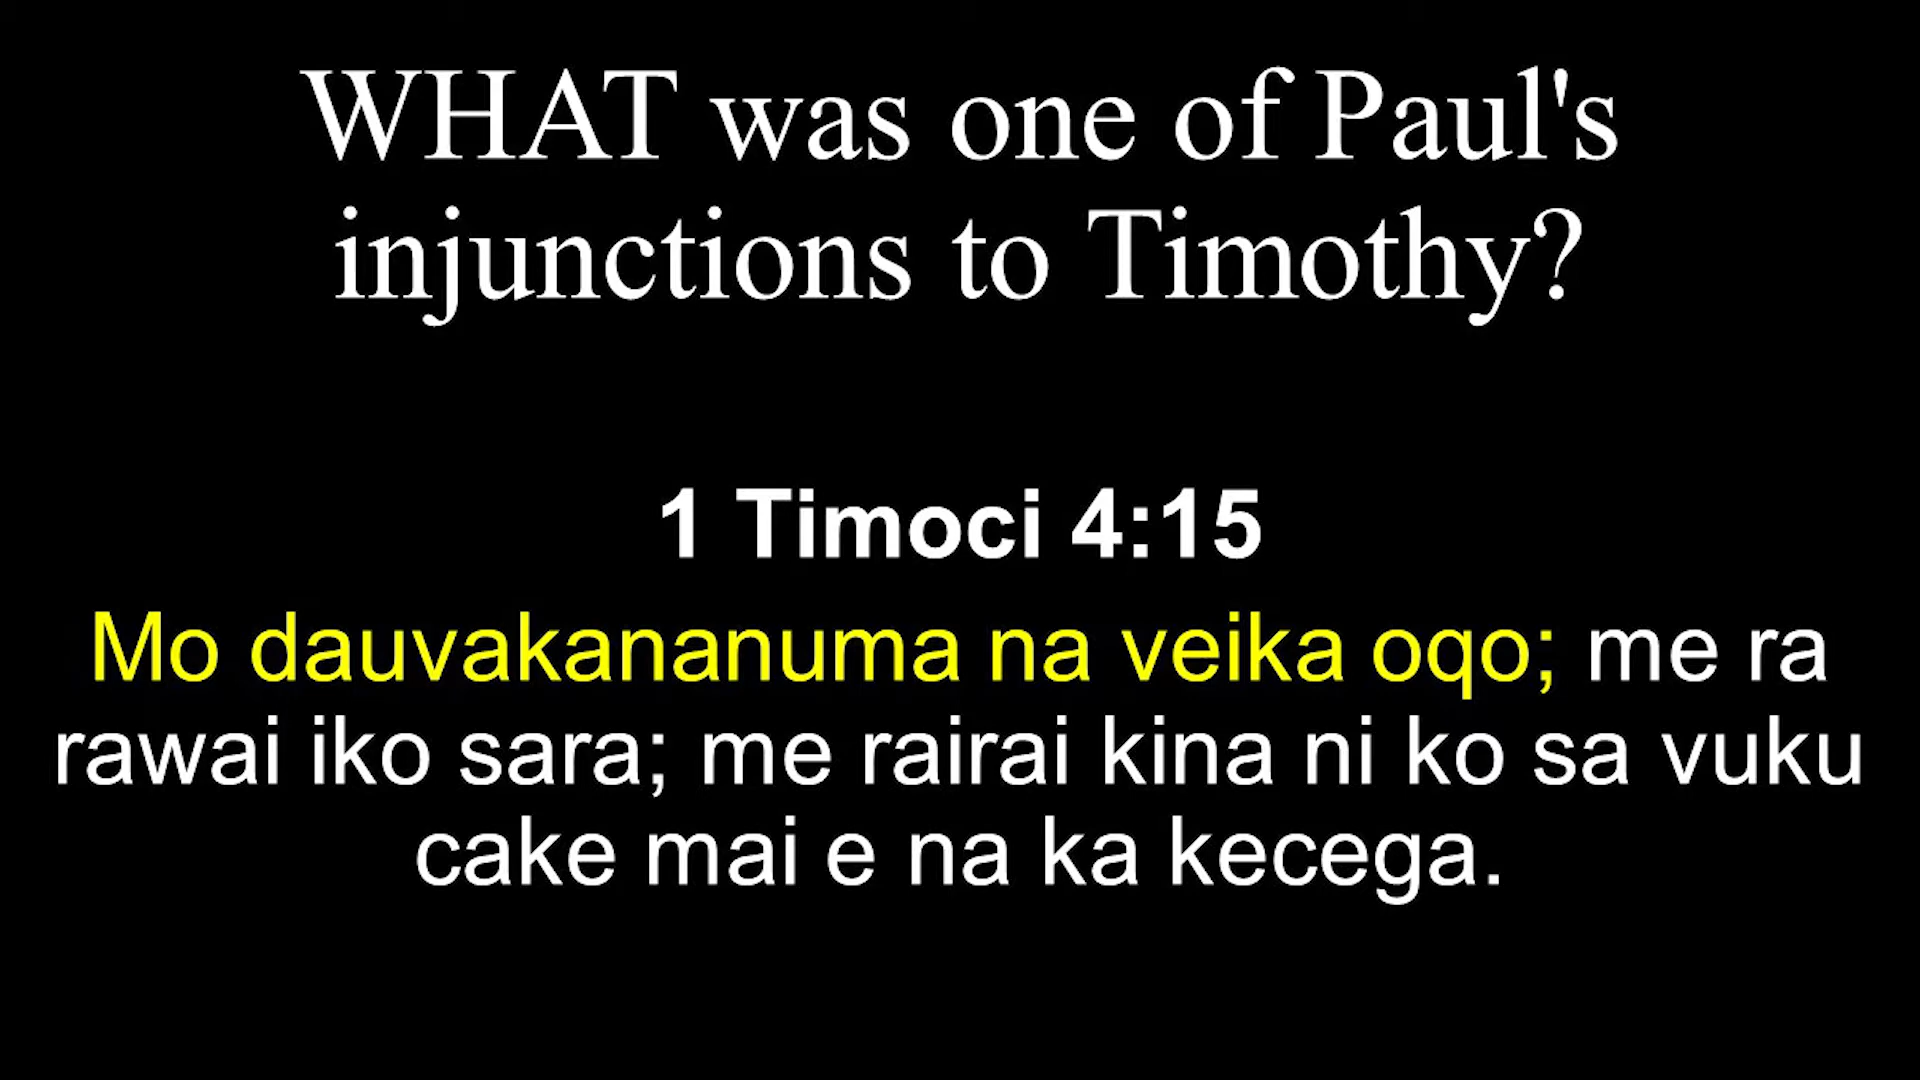 WHAT was one of Paul's
injunctions to Timothy?
1 Timoci 4:15
Mo dauvakananuma na veika oqo; me ra
rawai iko sara; me rairai kina ni ko sa vuku
cake mai e na ka kecega.